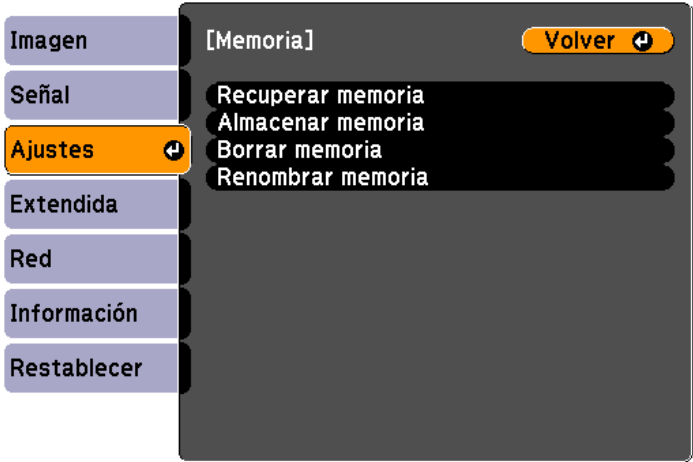 Imagen
Señal
Ajustes
Extendida
Red
Información
Restablecer
[Memoria]
Volver
Recuperar memoria
Almacenar memoria
Borrar memoria
Renombrar memoria